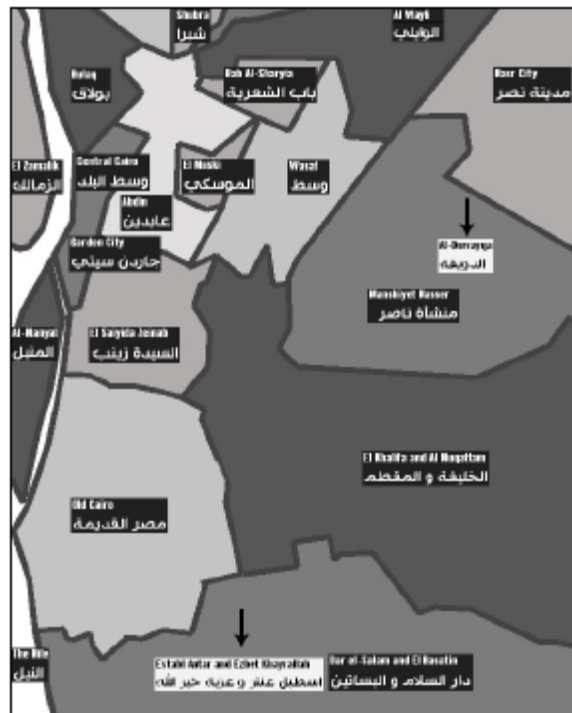 Shubra
شبرا
Al Wayli
الوايلي
Bulaq
بولاق
Bab Al-Sharyia
باب الشعرية
Nasr City
مدينة نصر
El Zamalik
الزمالك
Central Cairo
وسط البلد
El Muski
الموسكي
Wasat
وسط
Abdin
عابدين
Garden City
جاردن سيتي
Al-Duwayqa
الدويقة
Manshiyet Nasser
منشأة ناصر
Al-Manyal
المنيل
El Saiyida Zeinab
السيدة زينب
El Khalifa and Al Muqattam
الخليفة و المقطم
Old Cairo
مصر القديمة
The Nile
النيل
Establ Antar and Ezbet Khayrallah
اسطبل عنتر و عزبة خير الله
Dar el-Salam and El Basatin
دار السلام و البساتين